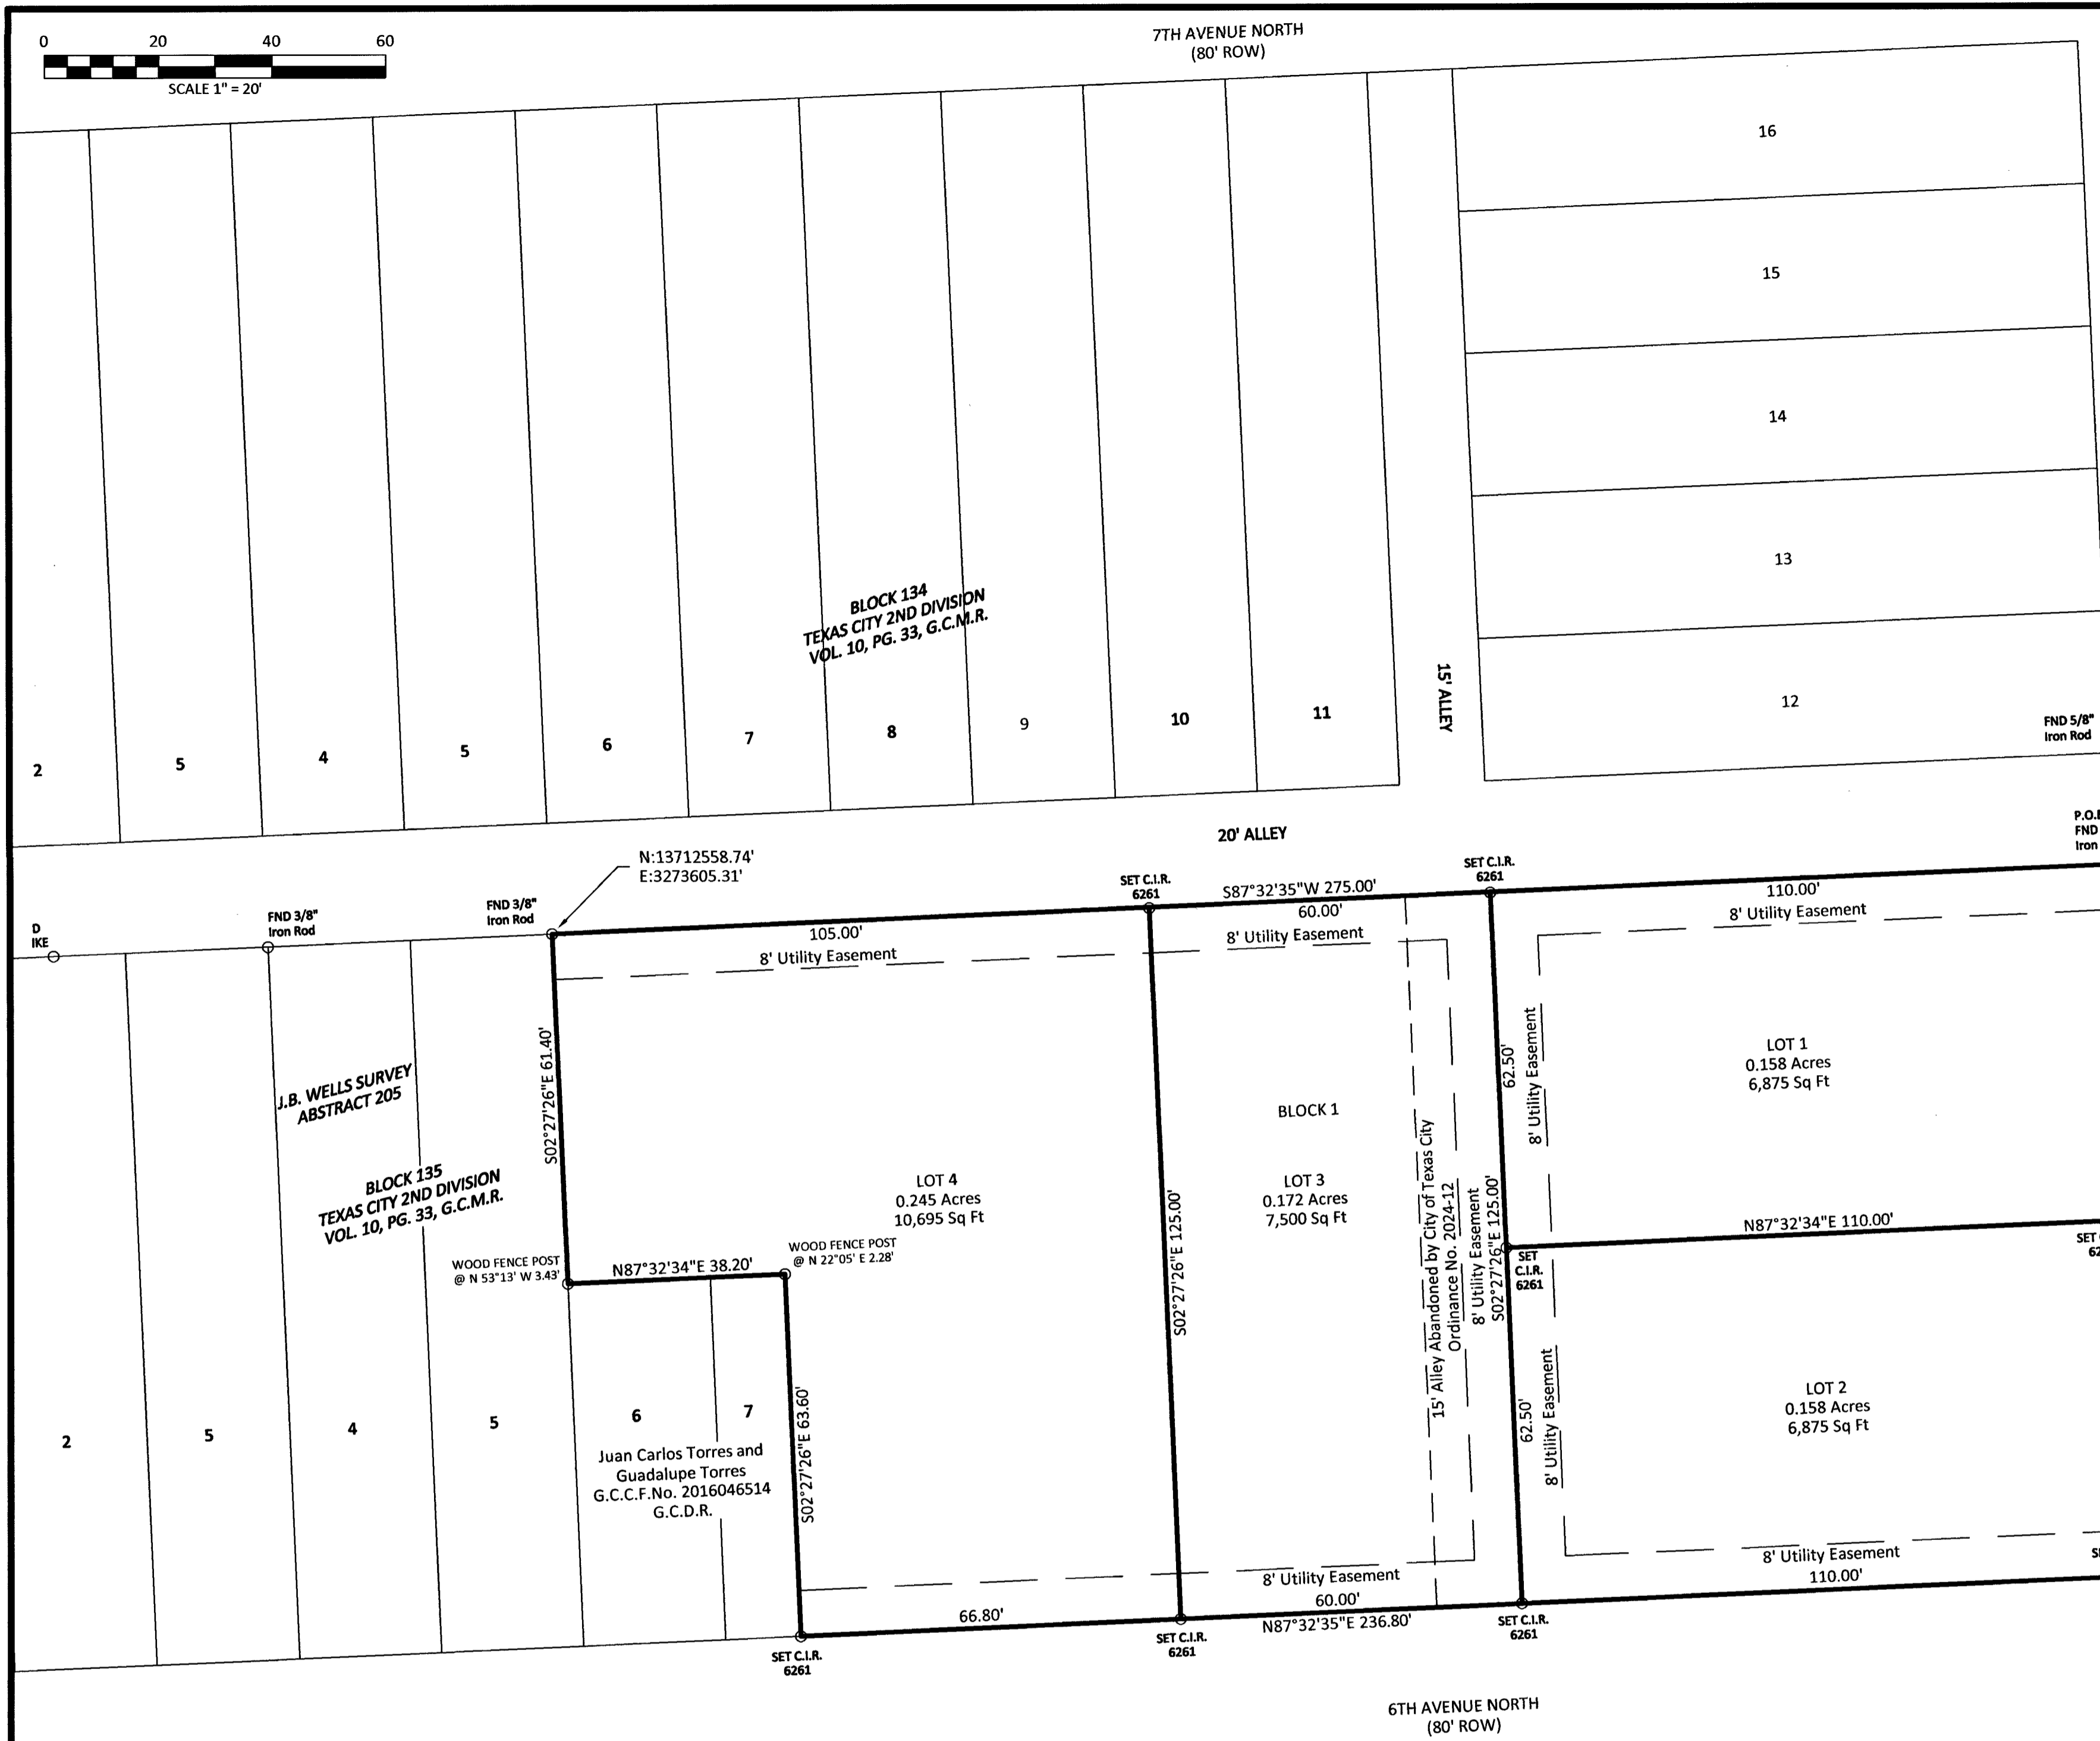 0 20 40 60
SCALE 1" = 20'
7TH AVENUE NORTH
(80' ROW)
16
15
14
13
12
BLOCK 134
TEXAS CITY 2ND DIVISION
VOL. 10, PG. 33, G.C.M.R.
15' ALLEY
2
5
4
5
6
7
8
9
10
11
FND 5/8"
Iron Rod
20' ALLEY
N:13712558.74'
E:3273605.31'
P.O.
FND
Iron
D
IKE
FND 3/8"
Iron Rod
FND 3/8"
Iron Rod
SET C.I.R.
6261
S87°32'35"W 275.00'
SET C.I.R.
6261
105.00'
60.00'
110.00'
8' Utility Easement
8' Utility Easement
8' Utility Easement
S02°27'26"E 61.40'
J.B. WELLS SURVEY
ABSTRACT 205
BLOCK 135
TEXAS CITY 2ND DIVISION
VOL. 10, PG. 33, G.C.M.R.
LOT 4
0.245 Acres
10,695 Sq Ft
S02°27'26"E 125.00'
BLOCK 1
LOT 3
0.172 Acres
7,500 Sq Ft
15' Alley Abandoned by City of Texas City
Ordinance No. 2024-12
8' Utility Easement
S02°27'26"E 125.00'
62.50'
8' Utility Easement
LOT 1
0.158 Acres
6,875 Sq Ft
N87°32'34"E 110.00'
SET
C.I.R.
6261
SET
62
WOOD FENCE POST
@ N 53°13' W 3.43'
N87°32'34"E 38.20'
WOOD FENCE POST
@ N 22°05' E 2.28'
2
5
4
5
6
7
Juan Carlos Torres and
Guadalupe Torres
G.C.C.F.No. 2016046514
G.C.D.R.
S02°27'26"E 63.60'
62.50'
8' Utility Easement
LOT 2
0.158 Acres
6,875 Sq Ft
8' Utility Easement
8' Utility Easement
66.80'
60.00'
110.00'
N87°32'35"E 236.80'
SET C.I.R.
6261
SET C.I.R.
6261
SET C.I.R.
6261
6TH AVENUE NORTH
(80' ROW)